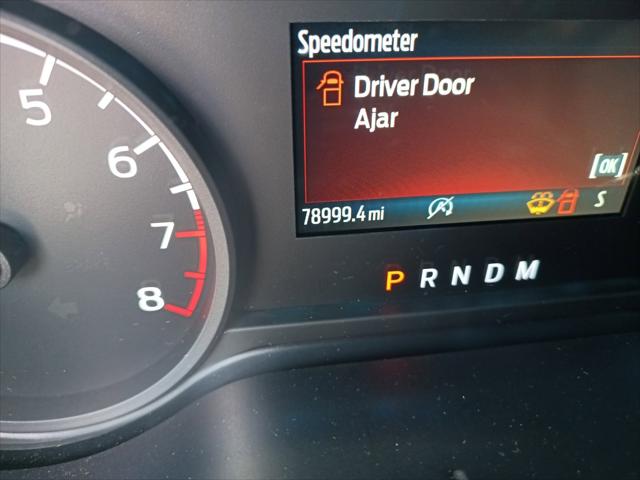 Speedometer
Driver Door
Ajar
[OK]
78999.4 mi
S
5
6
7
8
P R N D M